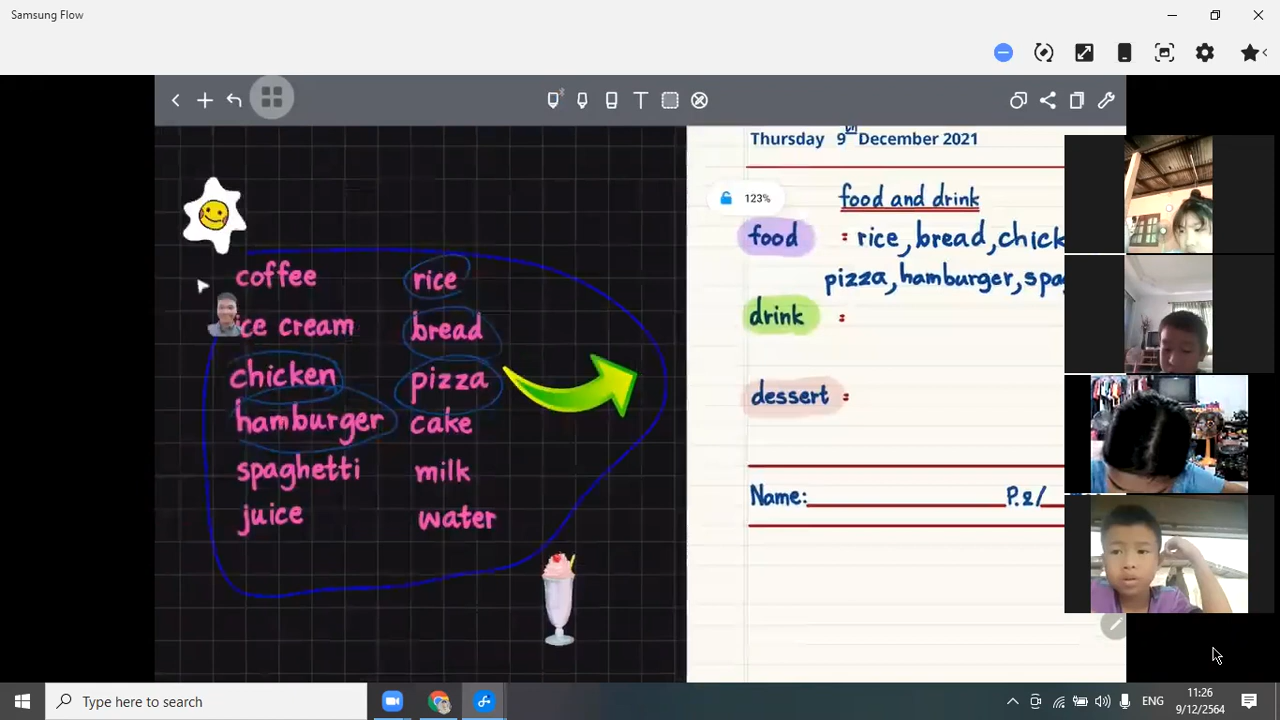 Samsung Flow
Thursday 9th December 2021
123%
food and drink
food : rice, bread, chick
pizza, hamburger, spa
drink :
dessert :
Name: P.2/
coffee rice
ice cream bread
chicken pizza
hamburger cake
spaghetti milk
juice water
Type here to search
ENG
11:26
9/12/2564